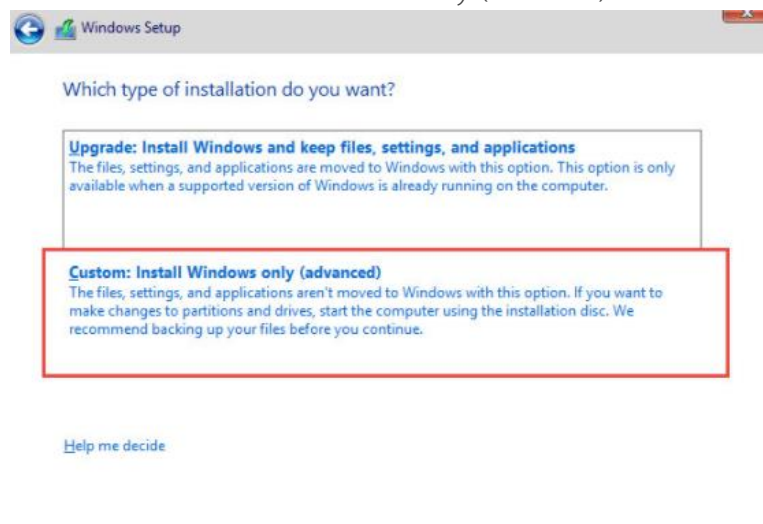 Windows Setup
Which type of installation do you want?
Upgrade: Install Windows and keep files, settings, and applications
The files, settings, and applications are moved to Windows with this option. This option is only
available when a supported version of Windows is already running on the computer.
Custom: Install Windows only (advanced)
The files, settings, and applications aren't moved to Windows with this option. If you want to
make changes to partitions and drives, start the computer using the installation disc. We
recommend backing up your files before you continue.
Help me decide